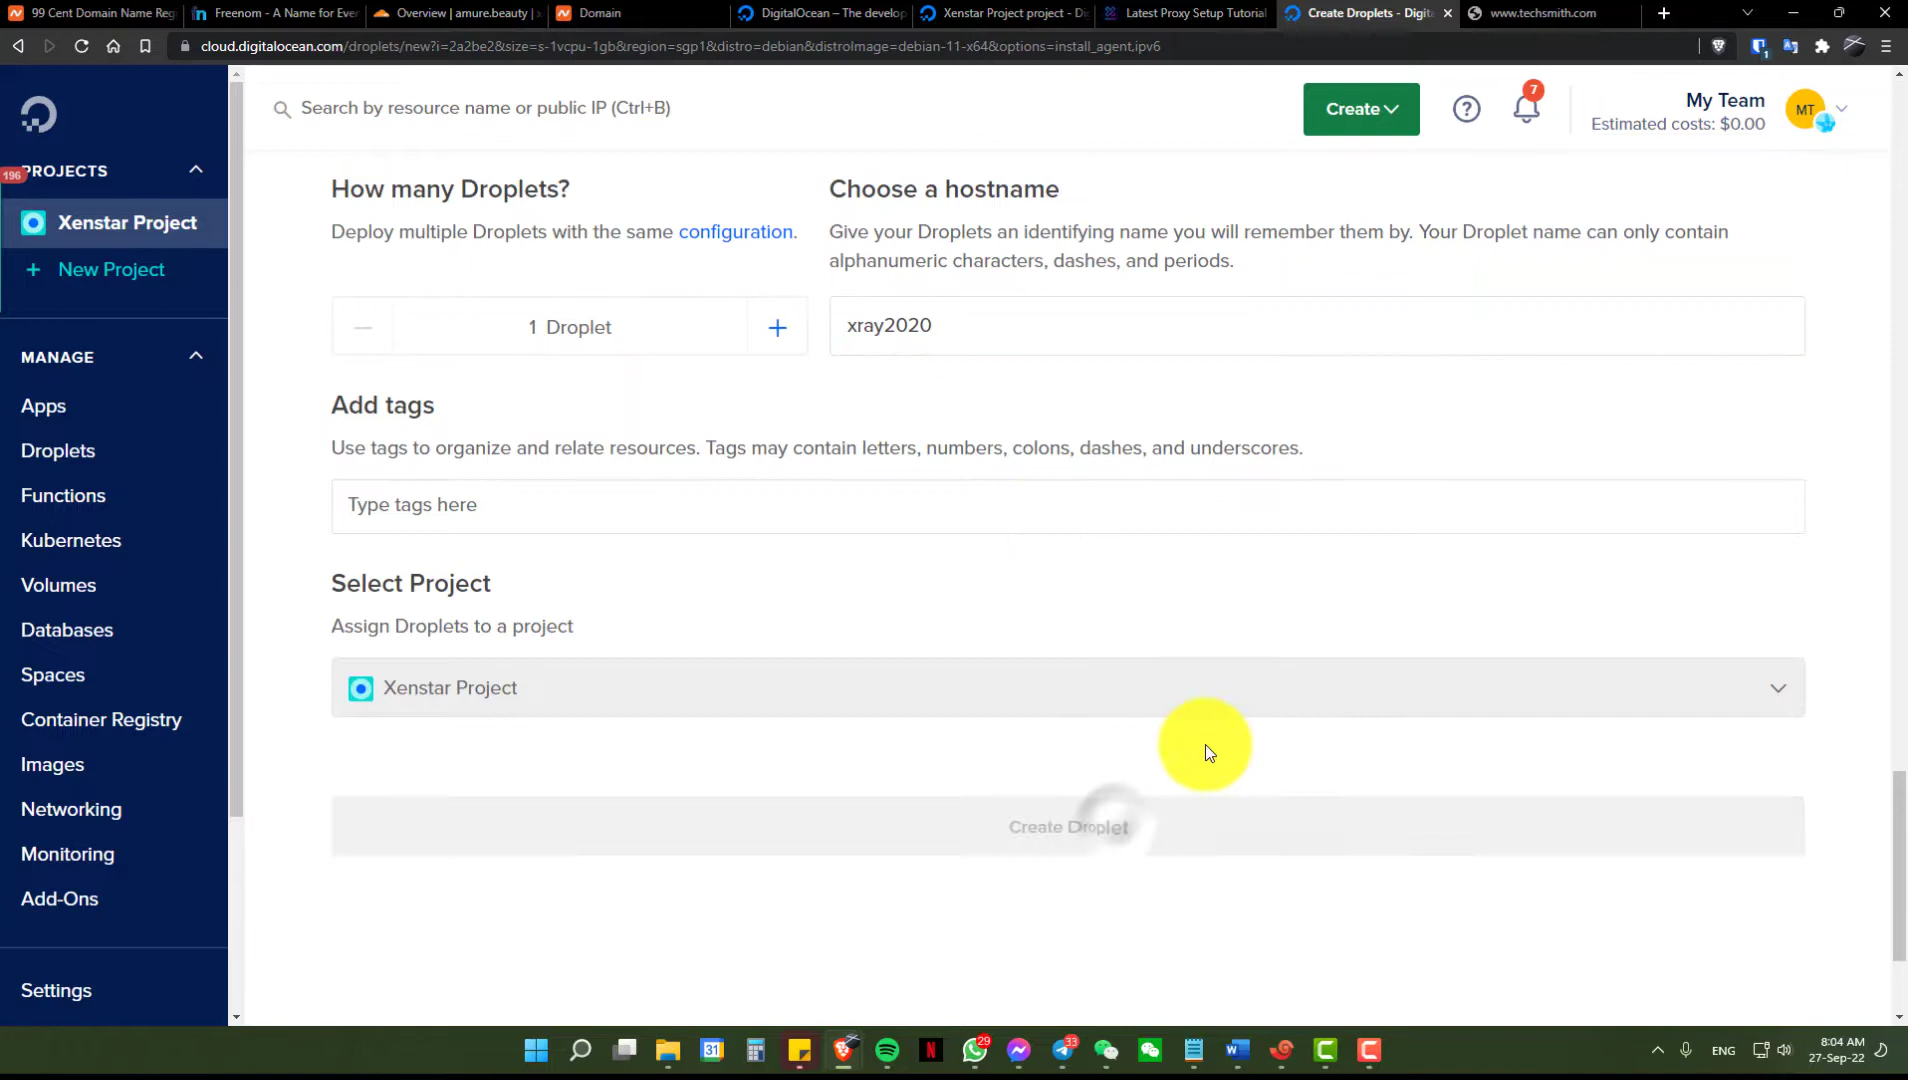 99 Cent Domain Name Reg
Freenom - A Name for Ever
Overview | amure.beauty |
Domain
DigitalOcean – The develop
Xenstar Project project - Di
Latest Proxy Setup Tutorial
Create Droplets - Digit
www.techsmith.com
cloud.digitalocean.com/droplets/new?i=2a2be2&size=s-1vcpu-1gb&region=sgp1&distro=debian&distroImage=debian-11-x64&options=install_agent.ipv6
1
Search by resource name or public IP (Ctrl+B)
Create
7
My Team
Estimated costs: $0.00
MT
196
PROJECTS
Xenstar Project
+ New Project
MANAGE
Apps
Droplets
Functions
Kubernetes
Volumes
Databases
Spaces
Container Registry
Images
Networking
Monitoring
Add-Ons
Settings
How many Droplets?
Deploy multiple Droplets with the same configuration.
1 Droplet
Choose a hostname
Give your Droplets an identifying name you will remember them by. Your Droplet name can only contain
alphanumeric characters, dashes, and periods.
xray2020
Add tags
Use tags to organize and relate resources. Tags may contain letters, numbers, colons, dashes, and underscores.
Type tags here
Select Project
Assign Droplets to a project
Xenstar Project
Create Droplet
31
29
33
ENG
8:04 AM
27-Sep-22